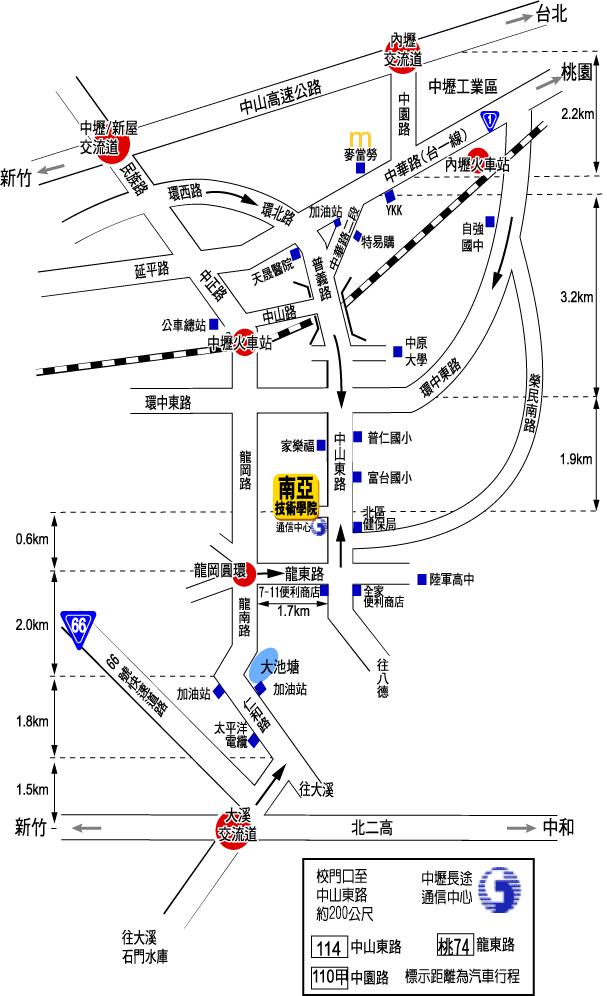 台北
內壢
交流道
桃園
中壢工業區
中山高速公路
中園路
2.2km
1
m
麥當勞
中華路(台一線)
中壢/新屋
交流道
內壢火車站
新竹
民族路
環西路
環北路
加油站
YKK
中華路二段
特易購
自強
國中
天晟醫院
普義路
延平路
中正路
3.2km
中山路
公車總站
中壢火車站
中原
大學
環中東路
榮民南路
環中東路
中山東路
普仁國小
家樂福
龍岡路
1.9km
富台國小
南亞
技術學院
通信中心
北區
健保局
0.6km
龍岡圓環
龍東路
陸軍高中
7-11便利商店
全家
便利商店
1.7km
龍南路
2.0km
66
66號快速道路
大池塘
往八德
加油站
加油站
仁和路
1.8km
太平洋
電纜
1.5km
往大溪
大溪
交流道
新竹
北二高
中和
校門口至
中山東路
約200公尺
中壢長途
通信中心
往大溪
石門水庫
114 中山東路
桃74 龍東路
110甲 中園路
標示距離為汽車行程